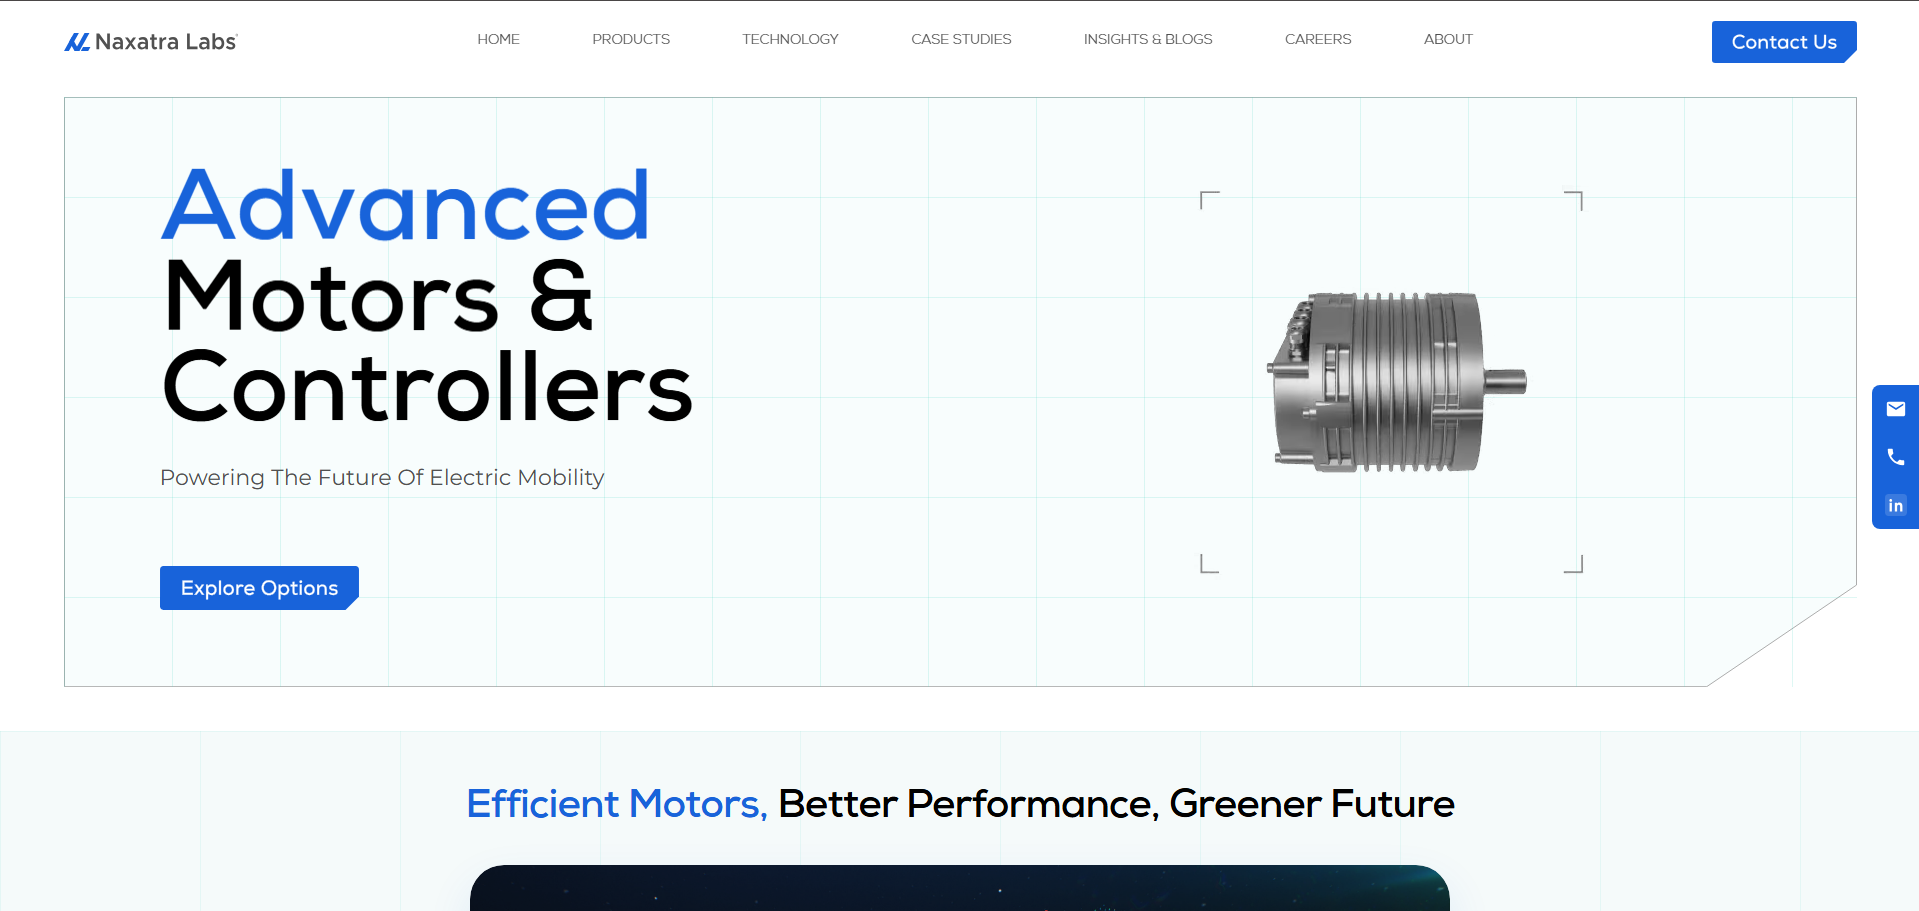 Naxatra Labs
HOME PRODUCTS TECHNOLOGY CASE STUDIES INSIGHTS & BLOGS CAREERS ABOUT
Contact Us
Advanced
Motors &
Controllers
Powering The Future Of Electric Mobility
Explore Options
in
Efficient Motors, Better Performance, Greener Future